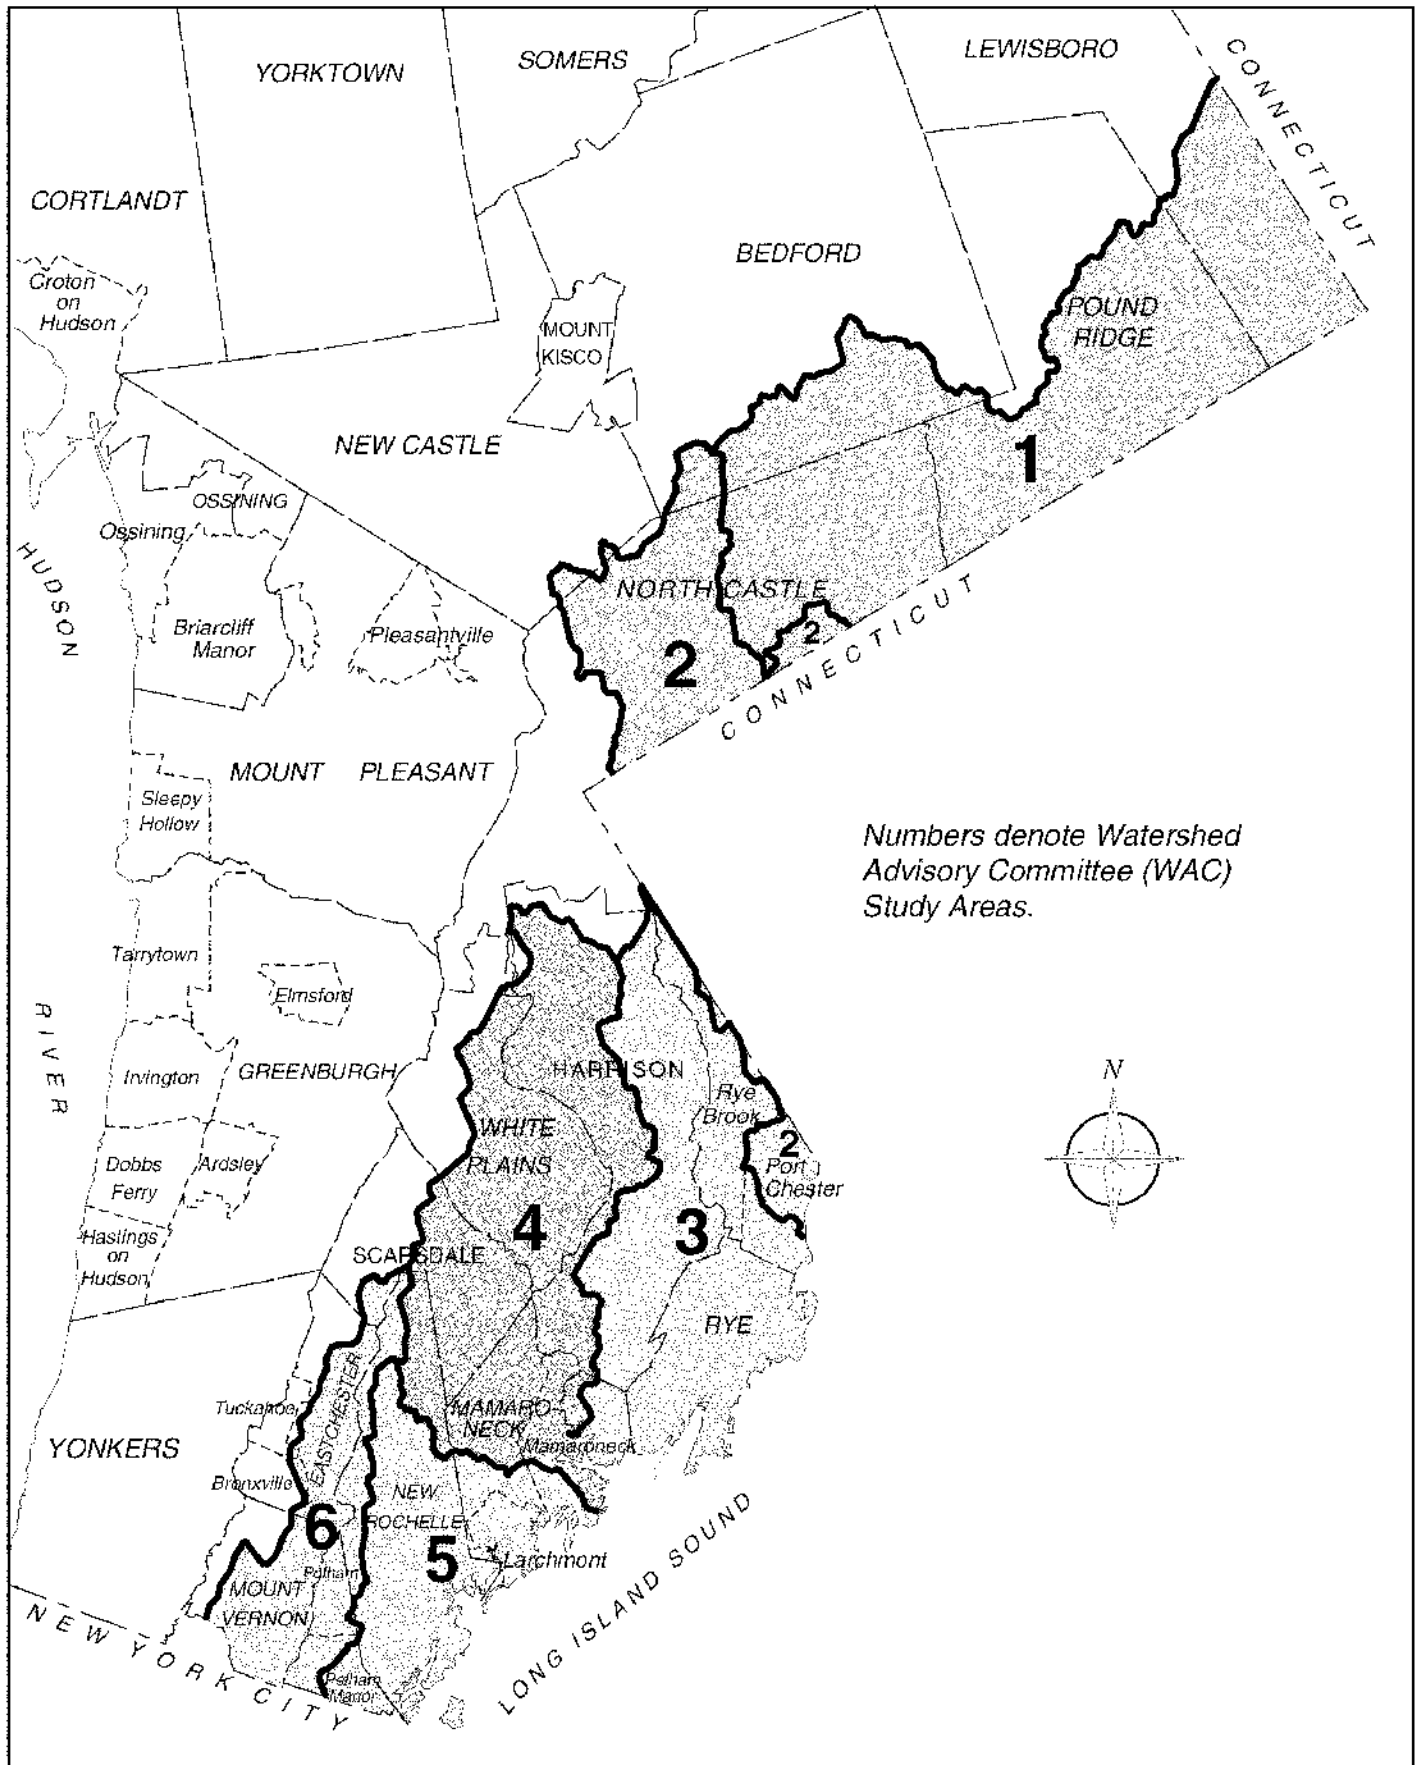 YORKTOWN
SOMERS
LEWISBORO
CONNECTICUT
CORTLANDT
BEDFORD
Croton
on
Hudson
POUND
RIDGE
MOUNT
KISCO
NEW CASTLE
1
OSSINING
Ossining
HUDSON
NORTH CASTLE
Briarcliff
Manor
Pleasantville
2
2
CONNECTICUT
MOUNT PLEASANT
Sleepy
Hollow
Numbers denote Watershed
Advisory Committee (WAC)
Study Areas.
Tarrytown
Elmsford
RIVER
Irvington
GREENBURGH
HARRISON
Rye
Brook
N
WHITE
PLAINS
2
Port
Chester
Dobbs
Ferry
Ardsley
4
3
Hastings
on
Hudson
SCARSDALE
RYE
EASTCHESTER
Tuckahoe
MAMARO-
NECK
Mamaroneck
YONKERS
Bronxville
NEW
ROCHELLE
6
5
Larchmont
Pelham
MOUNT
VERNON
LONG ISLAND SOUND
NEW YORK CITY
Pelham
Manor